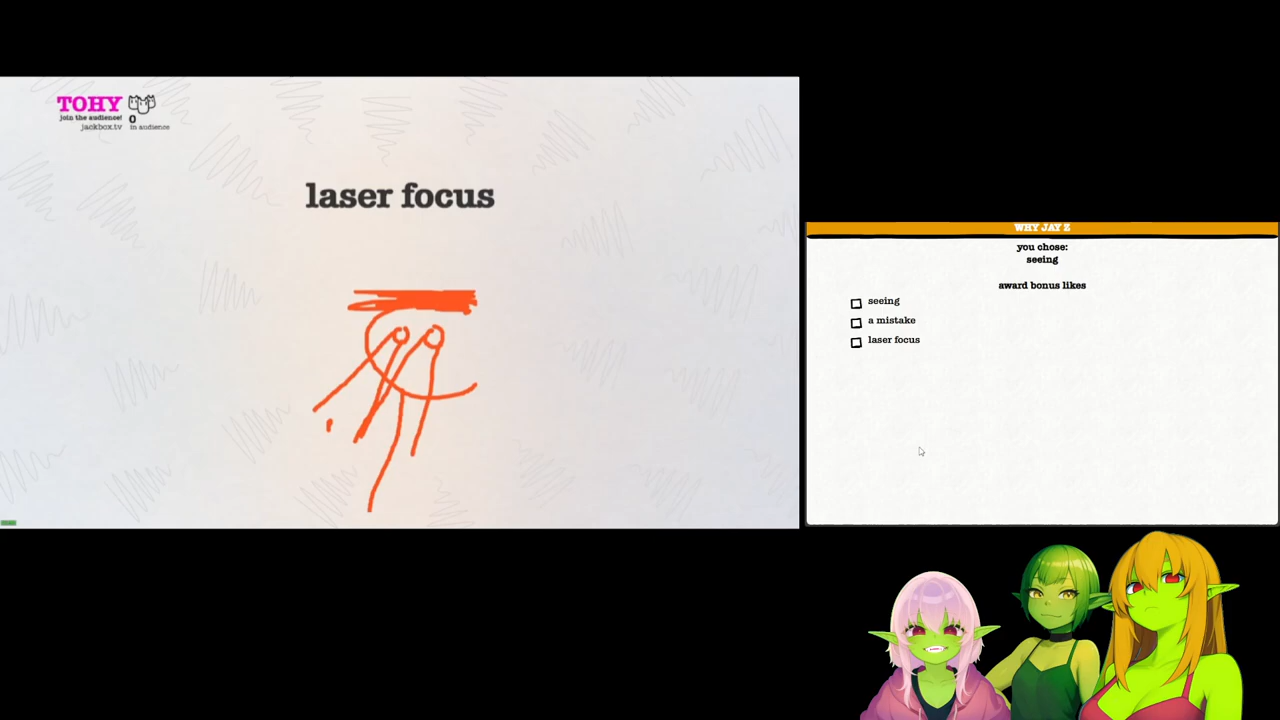 TOHY
join the audience!
jackbox.tv
0
in audience
laser focus
WHY JAY Z
you chose:
seeing
award bonus likes
seeing
a mistake
laser focus